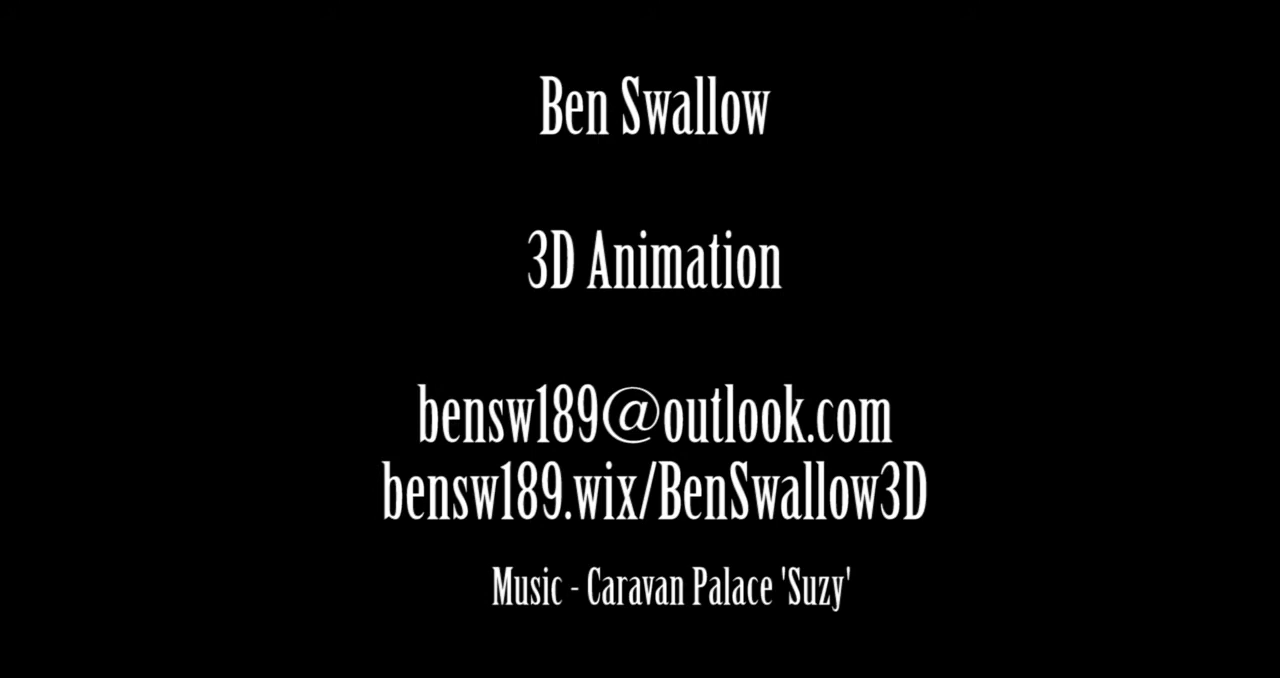 Ben Swallow
3D Animation
bensw189@outlook.com
bensw189.wix/BenSwallow3D
Music - Caravan Palace 'Suzy'